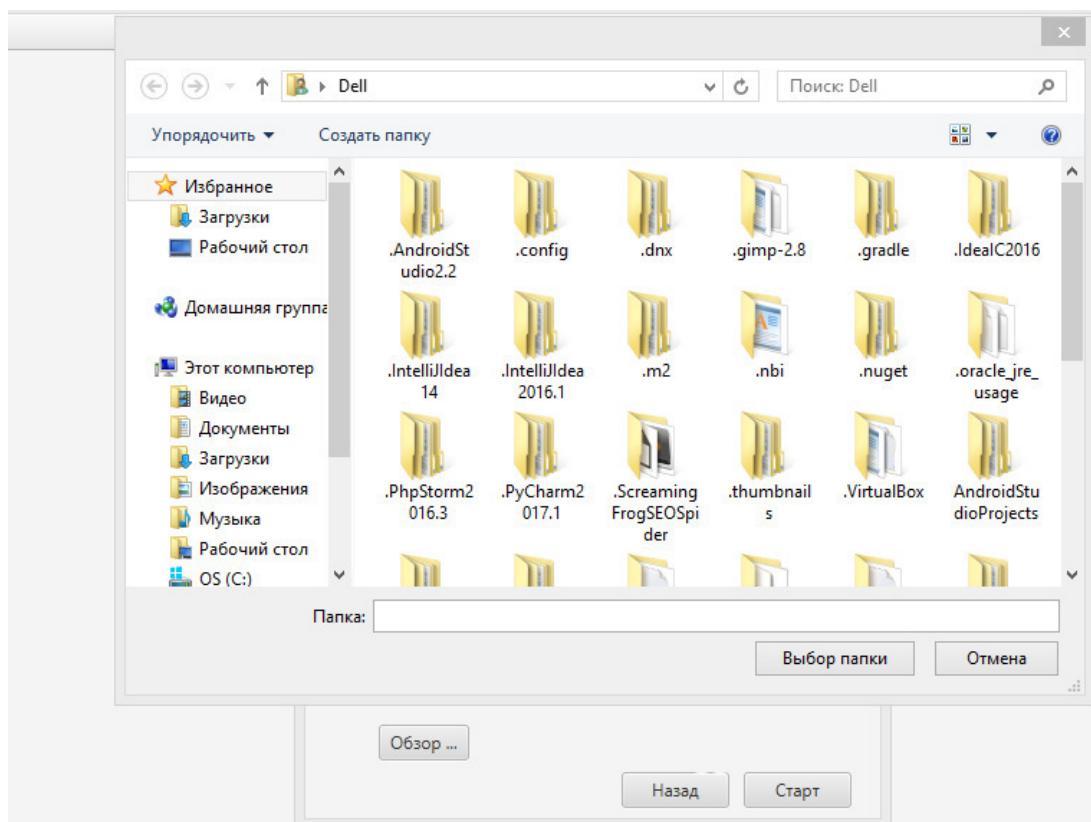 Dell
Поиск: Dell
Упорядочить
Создать папку
Избранное
Загрузки
Рабочий стол
Домашняя группа
Этот компьютер
Видео
Документы
Загрузки
Изображения
Музыка
Рабочий стол
OS (C:)
.AndroidSt
udio2.2
.config
.dnx
.gimp-2.8
.gradle
.IdealC2016
.IntelliJIdea
14
.IntelliJIdea
2016.1
.m2
.nbi
.nuget
.oracle_jre_
usage
.PhpStorm2
016.3
.PyCharm2
017.1
.Screaming
FrogSEOSpi
der
.thumbnail
s
.VirtualBox
AndroidStu
dioProjects
Папка:
Выбор папки
Отмена
Обзор ...
Назад
Старт